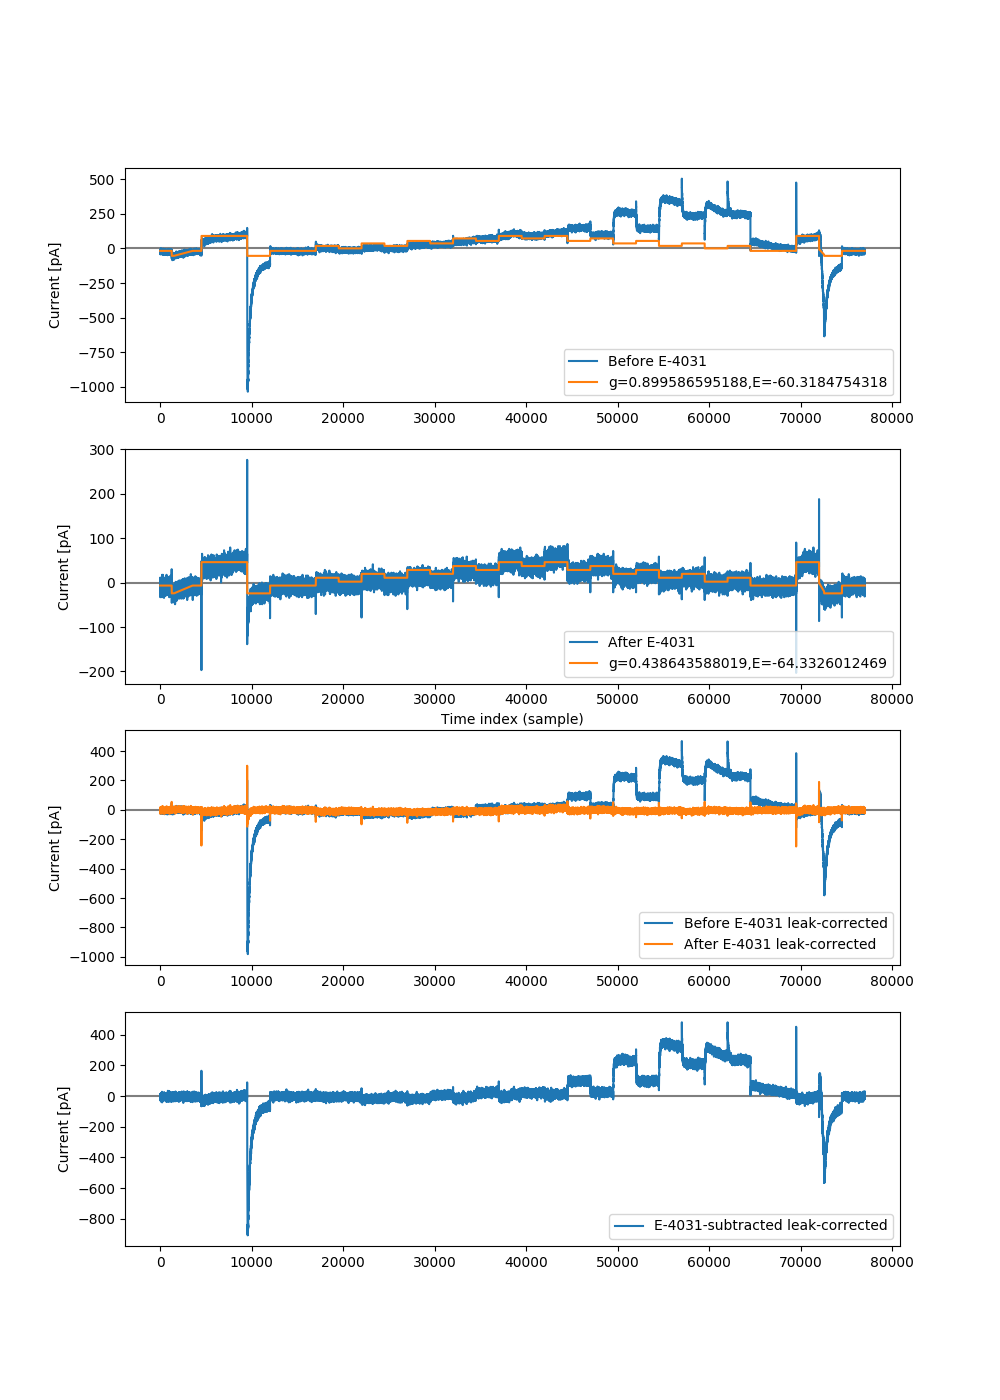 500
250
0
−250
−500
−750
−1000
Current [pA]
Before E-4031
g=0.899586595188,E=-60.3184754318
0 10000 20000 30000 40000 50000 60000 70000 80000
300
200
100
0
−100
−200
Current [pA]
After E-4031
g=0.438643588019,E=-64.3326012469
0 10000 20000 30000 40000 50000 60000 70000 80000
Time index (sample)
400
200
0
−200
−400
−600
−800
−1000
Current [pA]
Before E-4031 leak-corrected
After E-4031 leak-corrected
0 10000 20000 30000 40000 50000 60000 70000 80000
400
200
0
−200
−400
−600
−800
Current [pA]
E-4031-subtracted leak-corrected
0 10000 20000 30000 40000 50000 60000 70000 80000